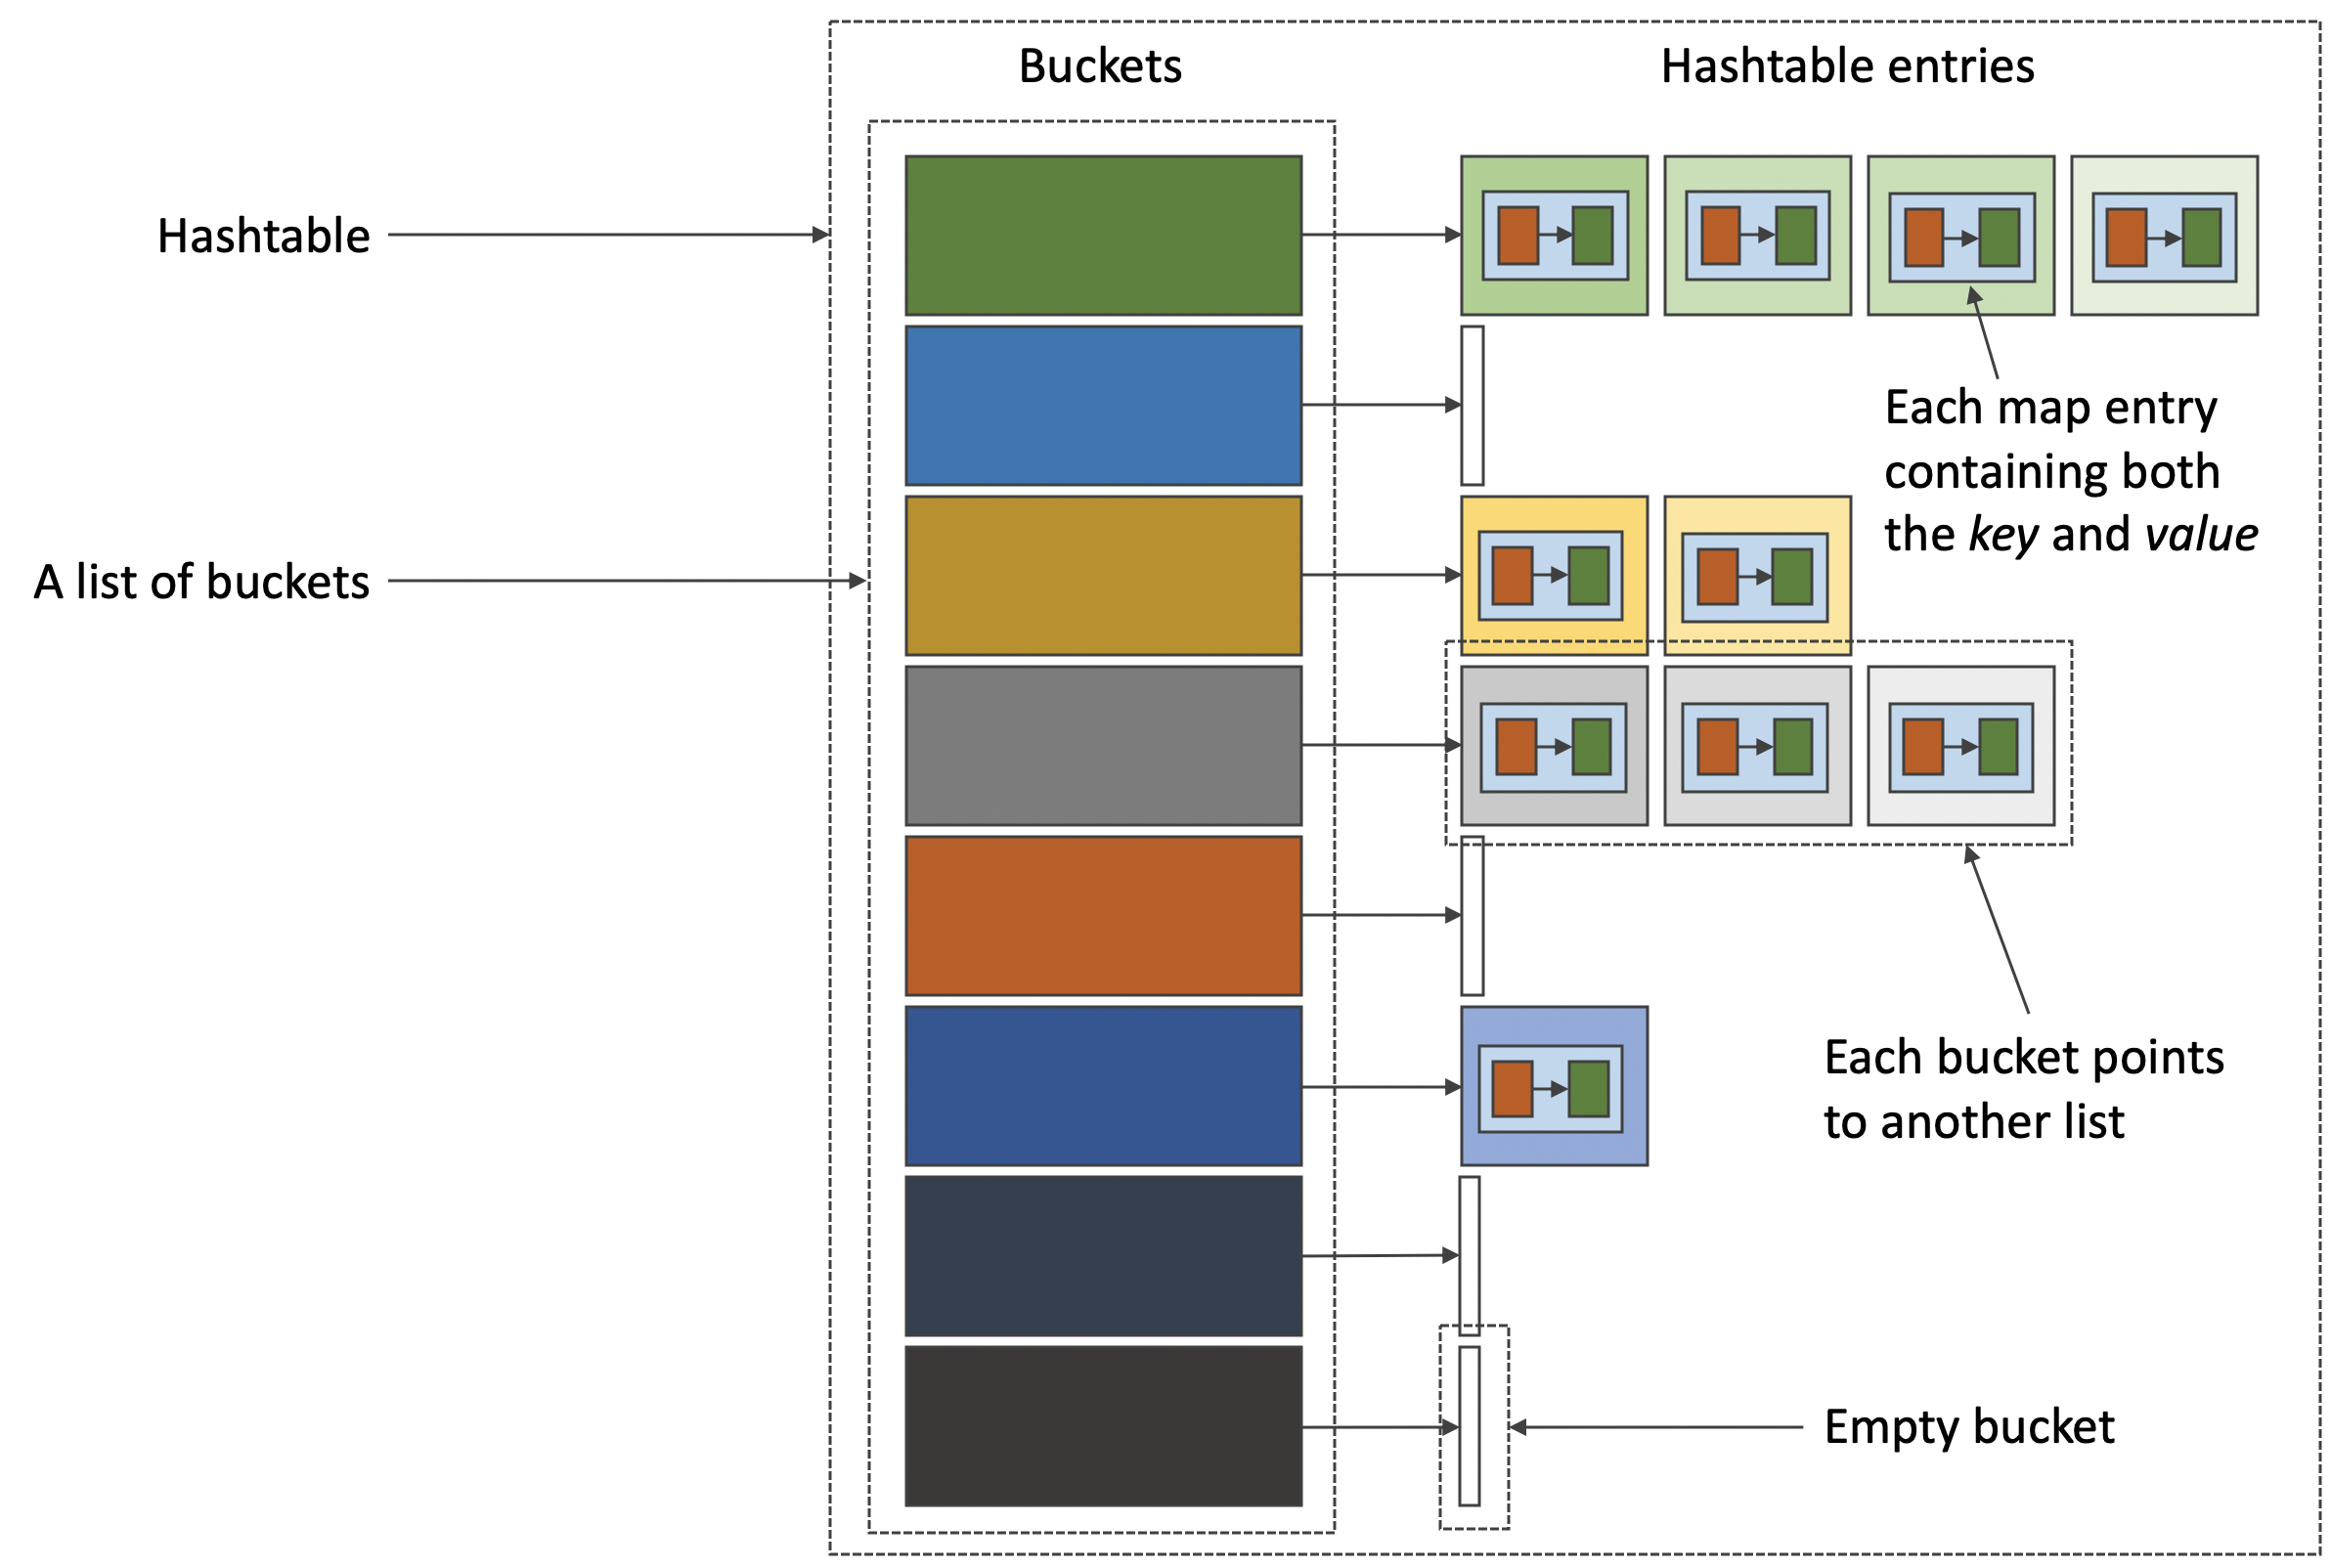 Buckets
Hashtable entries
Hashtable
Each map entry
containing both
the key and value
A list of buckets
Each bucket points
to another list
Empty bucket